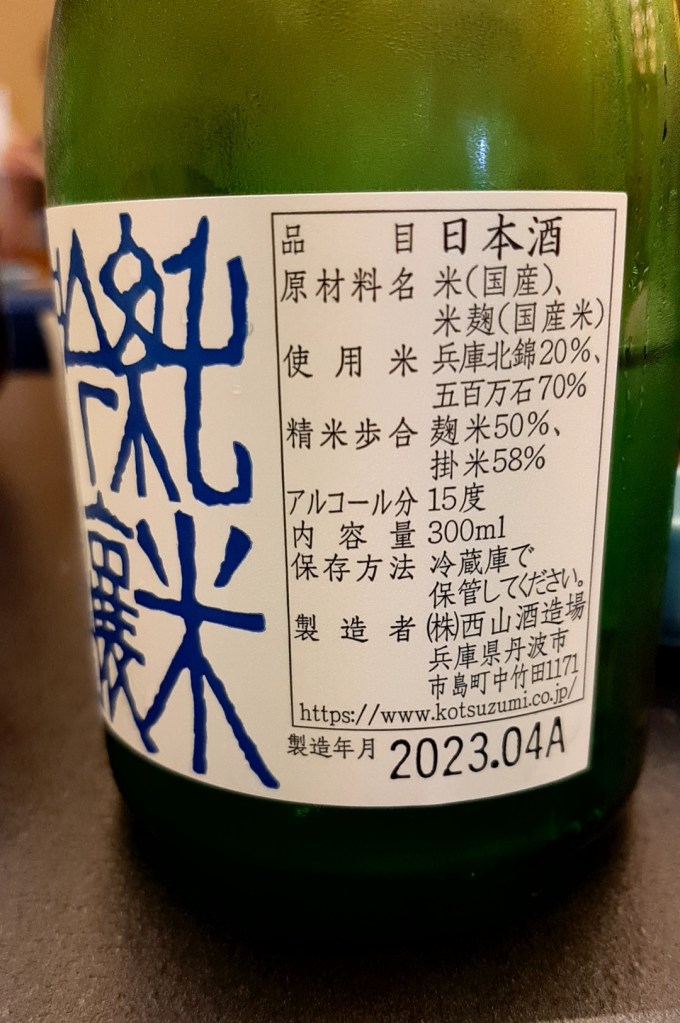 純米
吟醸
品目 日本酒
原材料名 米(国産)、
米麹(国産米)
使用米 兵庫北錦20%、
五百万石70%
精米歩合 麹米50%、
掛米58%
アルコール分 15度
内容量 300ml
保存方法 冷蔵庫で
保管してください。
製造者 ㈱西山酒造場
兵庫県丹波市
市島町中竹田1171
https://www.kotsuzumi.co.jp/
製造年月 2023.04A